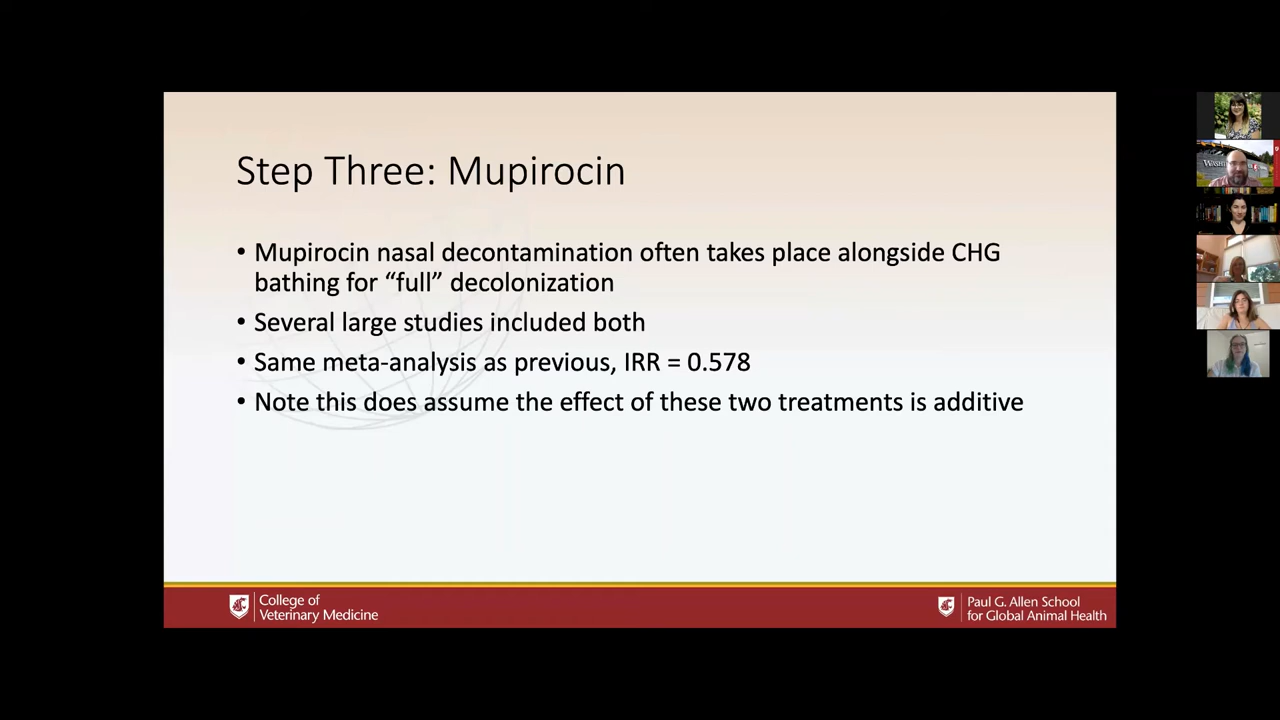 Step Three: Mupirocin
• Mupirocin nasal decontamination often takes place alongside CHG
bathing for “full” decolonization
• Several large studies included both
• Same meta-analysis as previous, IRR = 0.578
• Note this does assume the effect of these two treatments is additive
College of
Veterinary Medicine
Paul G. Allen School
for Global Animal Health